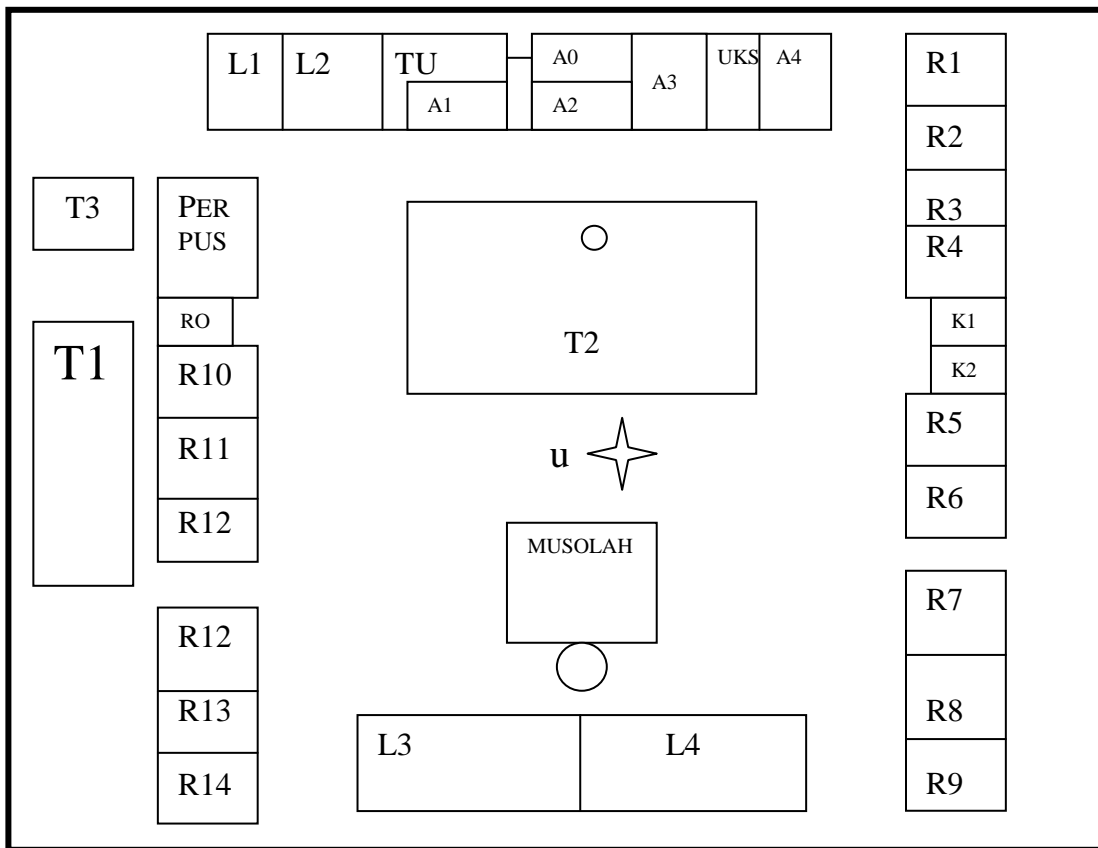 L1 L2 TU A0 A3 UKS A4 R1
A1 A2
R2
T3 PER R3
PUS R4
RO K1
T1 T2
R10 K2
R11 u R5
R12 R6
MUSOLAH
R12 R7
R13 R8
L3 L4
R14 R9